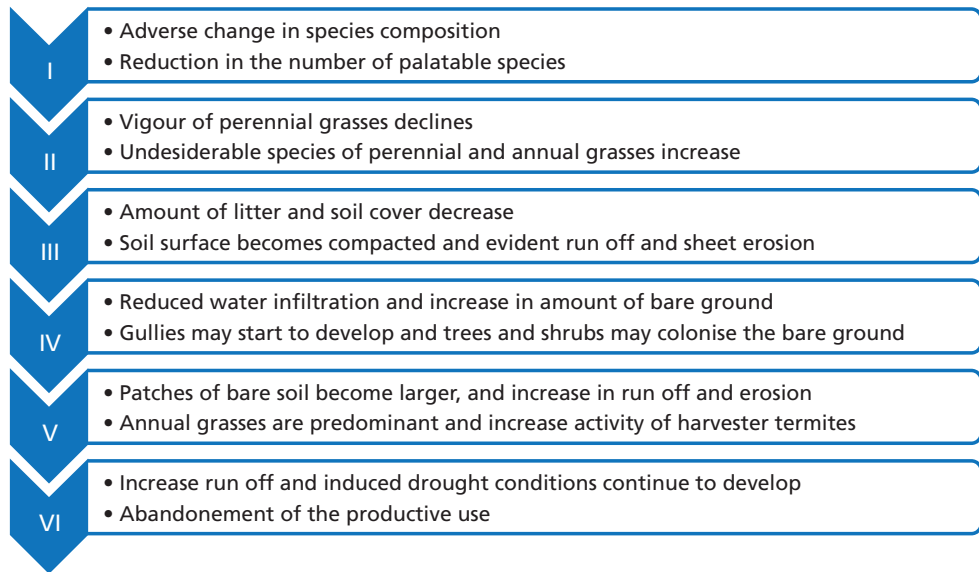 I
• Adverse change in species composition
• Reduction in the number of palatable species
II
• Vigour of perennial grasses declines
• Undesiderable species of perennial and annual grasses increase
III
• Amount of litter and soil cover decrease
• Soil surface becomes compacted and evident run off and sheet erosion
IV
• Reduced water infiltration and increase in amount of bare ground
• Gullies may start to develop and trees and shrubs may colonise the bare ground
V
• Patches of bare soil become larger, and increase in run off and erosion
• Annual grasses are predominant and increase activity of harvester termites
VI
• Increase run off and induced drought conditions continue to develop
• Abandonement of the productive use